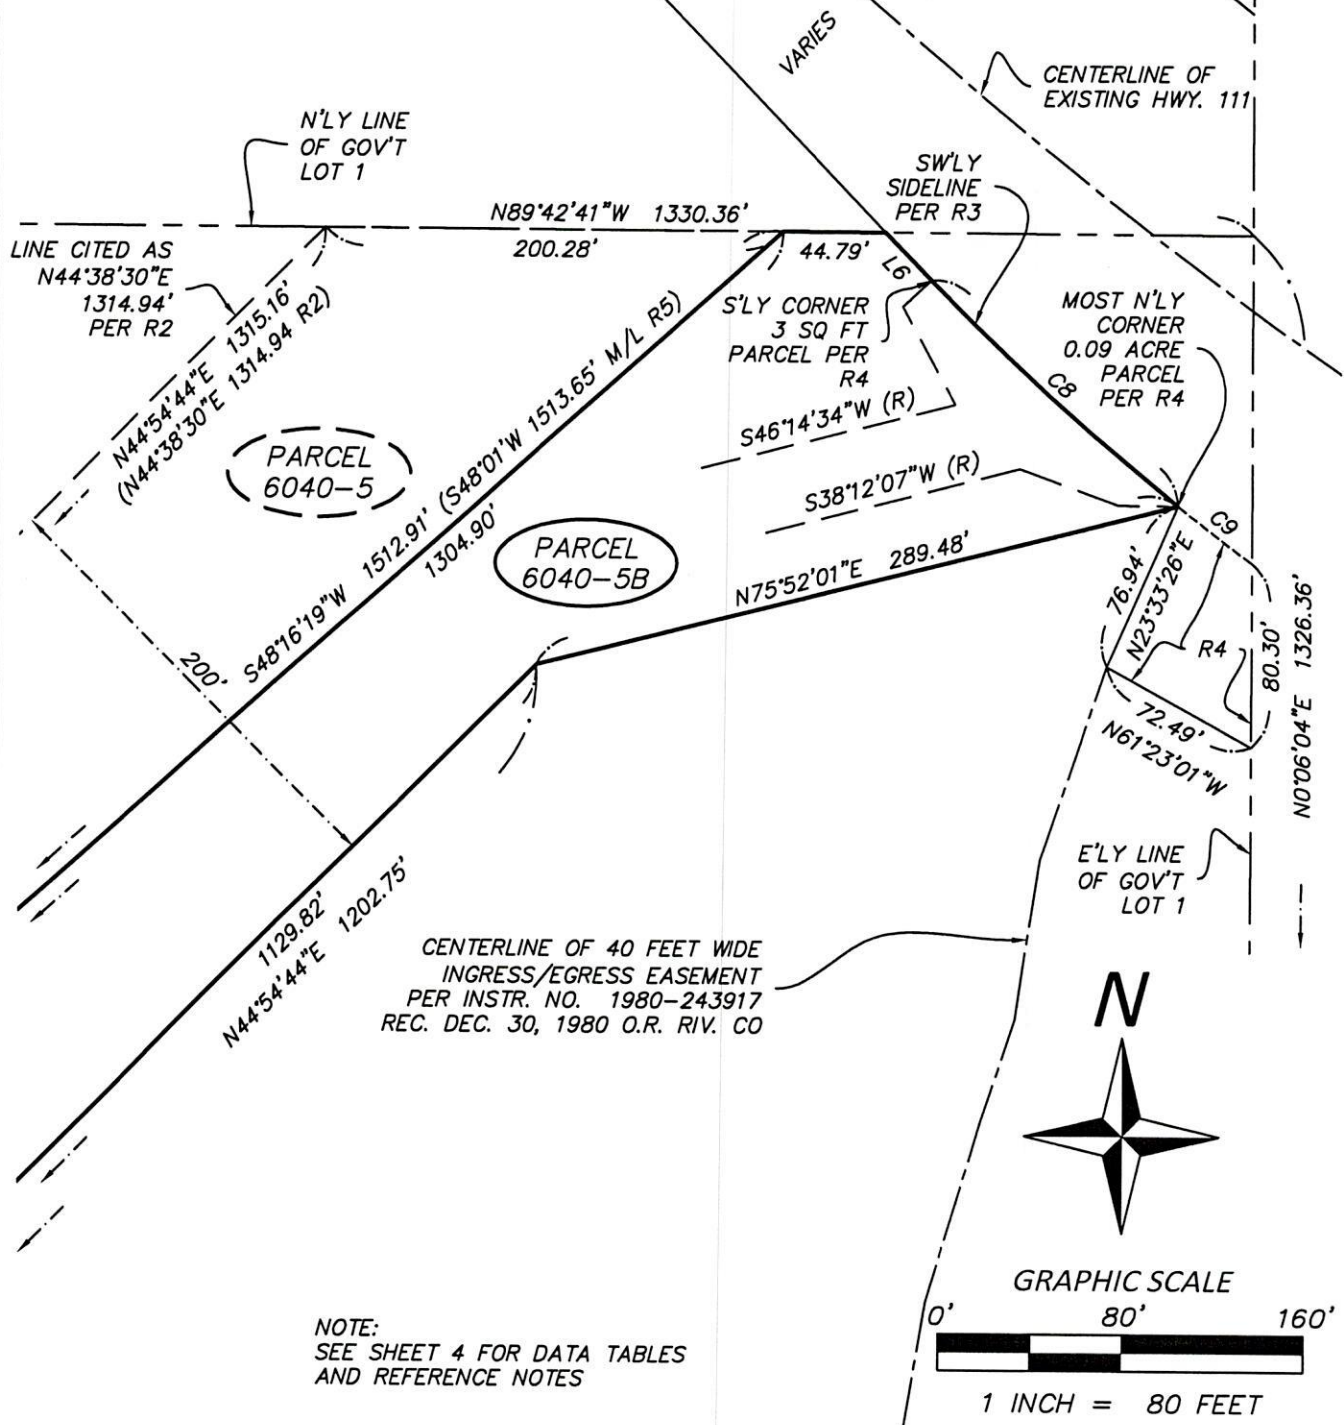 VARIES
CENTERLINE OF
EXISTING HWY. 111
N'LY LINE
OF GOV'T
LOT 1
SW'LY
SIDELINE
PER R3
N89°42'41"W 1330.36'
200.28'
44.79'
L6
LINE CITED AS
N44°38'30"E
1314.94'
PER R2
N44°54'44"E 1315.16'
(N44°38'30"E 1314.94 R2)
S'LY CORNER
3 SQ FT
PARCEL PER
R4
MOST N'LY
CORNER
0.09 ACRE
PARCEL
PER R4
C8
S46°14'34"W (R)
S38°12'07"W (R)
PARCEL
6040-5
S48°16'19"W 1512.91' (S48°01'W 1513.65' M/L R5)
1304.90'
PARCEL
6040-5B
N75°52'01"E 289.48'
C9
76.94'
N23°33'26"E
R4
80.30'
N0°06'04"E 1326.36'
72.49'
N61°23'01"W
200'
E'LY LINE
OF GOV'T
LOT 1
1129.82'
N44°54'44"E 1202.75'
CENTERLINE OF 40 FEET WIDE
INGRESS/EGRESS EASEMENT
PER INSTR. NO. 1980-243917
REC. DEC. 30, 1980 O.R. RIV. CO
N
GRAPHIC SCALE
0' 80' 160'
1 INCH = 80 FEET
NOTE:
SEE SHEET 4 FOR DATA TABLES
AND REFERENCE NOTES